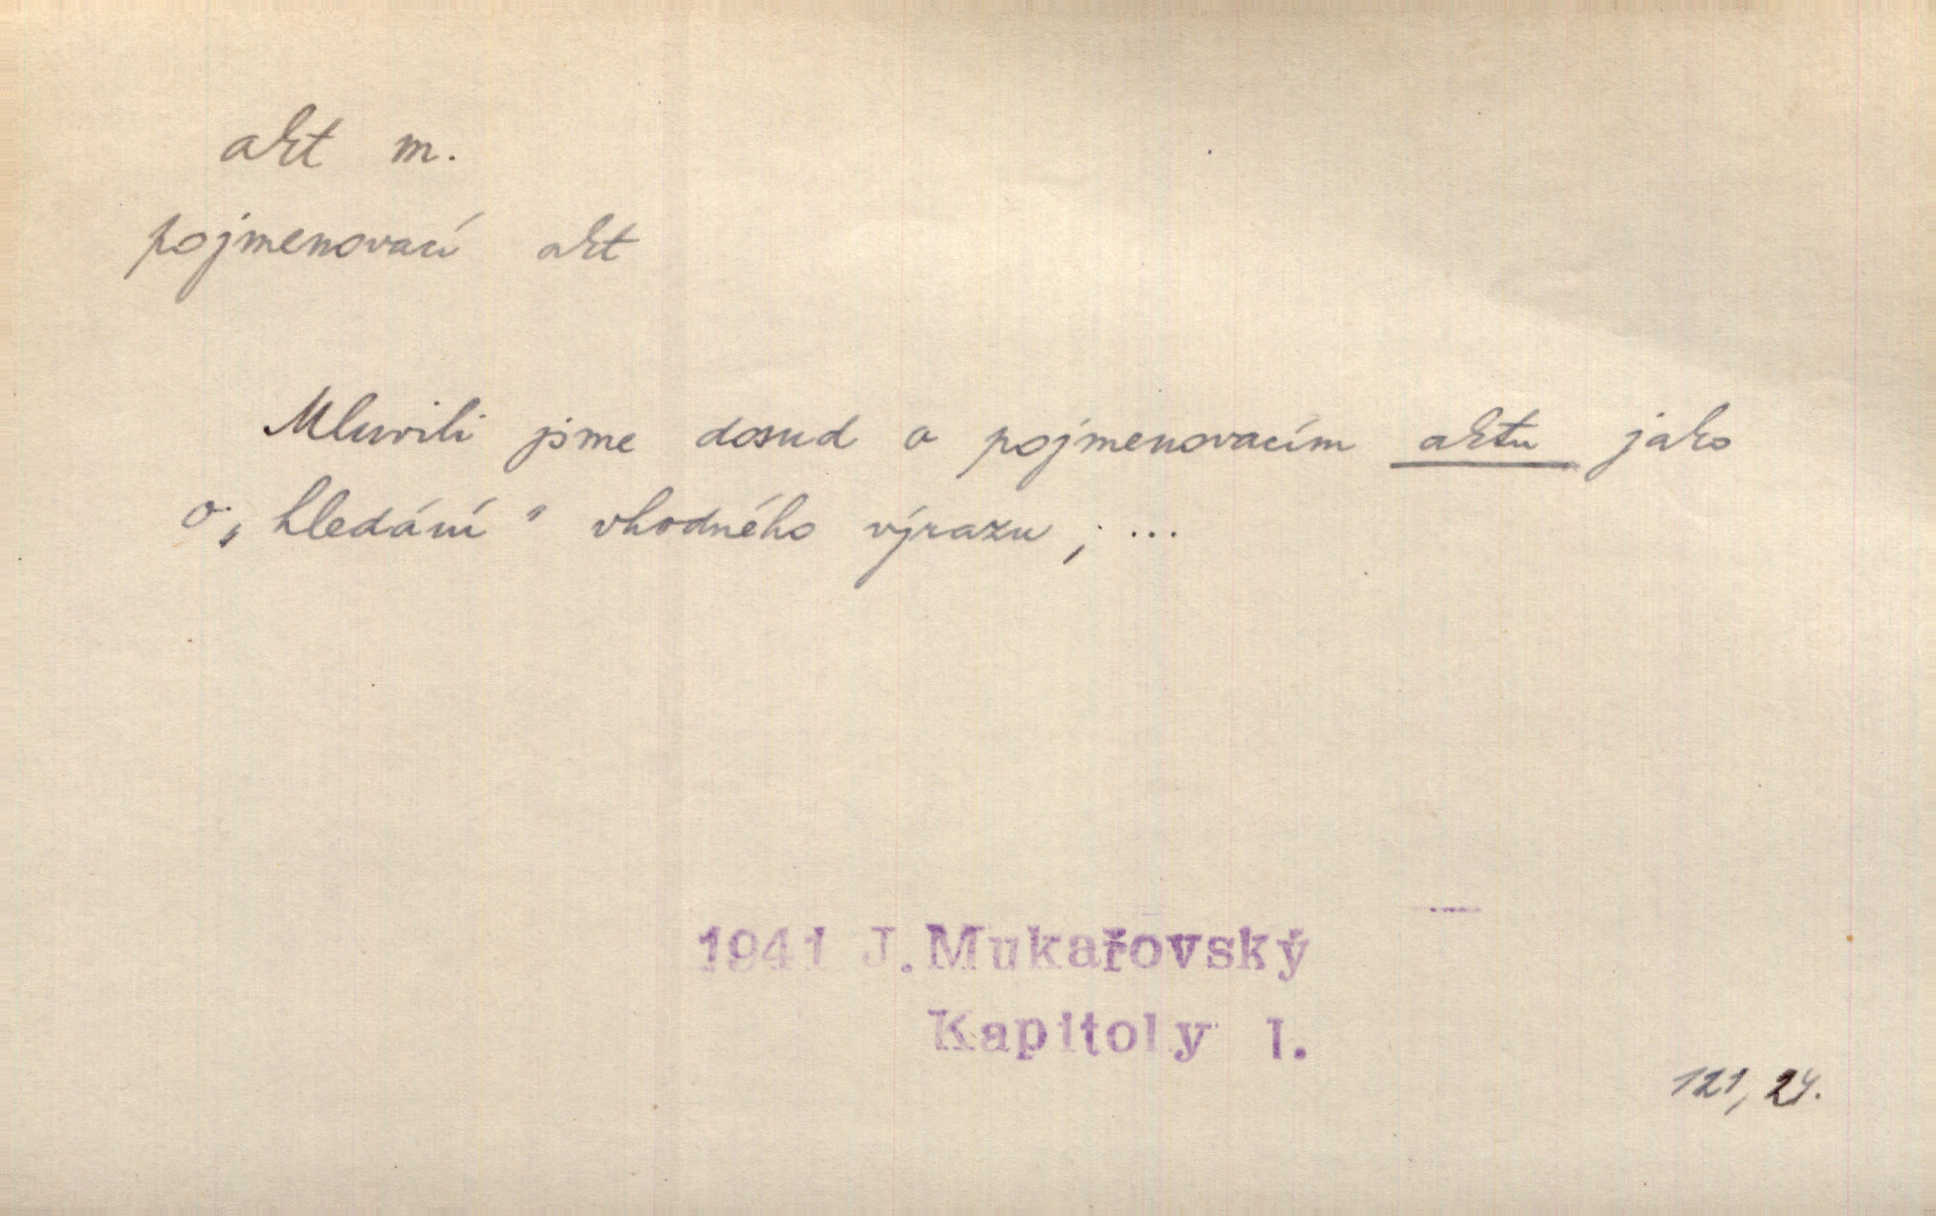 akt m.
pojmenovací akt
Mluvili jsme dosud o pojmenovacím aktu jako
o „hledání" vhodného výrazu; ...
1941 J.Mukařovský
Kapitoly I.
121, 24.